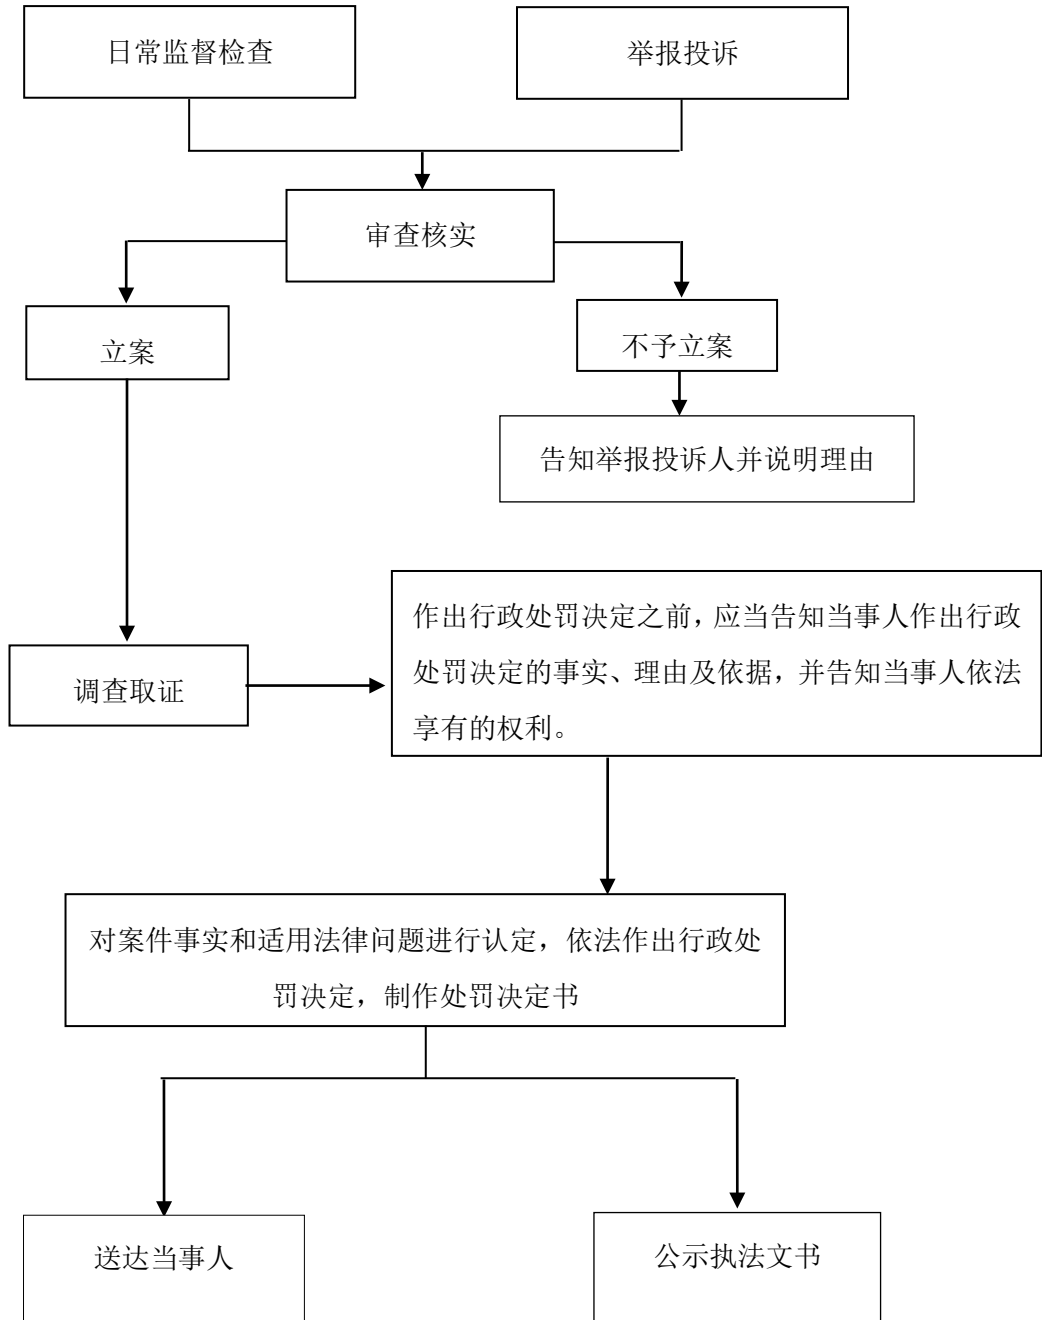 日常监督检查
举报投诉
审查核实
立案
不予立案
告知举报投诉人并说明理由
调查取证
作出行政处罚决定之前，应当告知当事人作出行政
处罚决定的事实、理由及依据，并告知当事人依法
享有的权利。
对案件事实和适用法律问题进行认定，依法作出行政处
罚决定，制作处罚决定书
送达当事人
公示执法文书